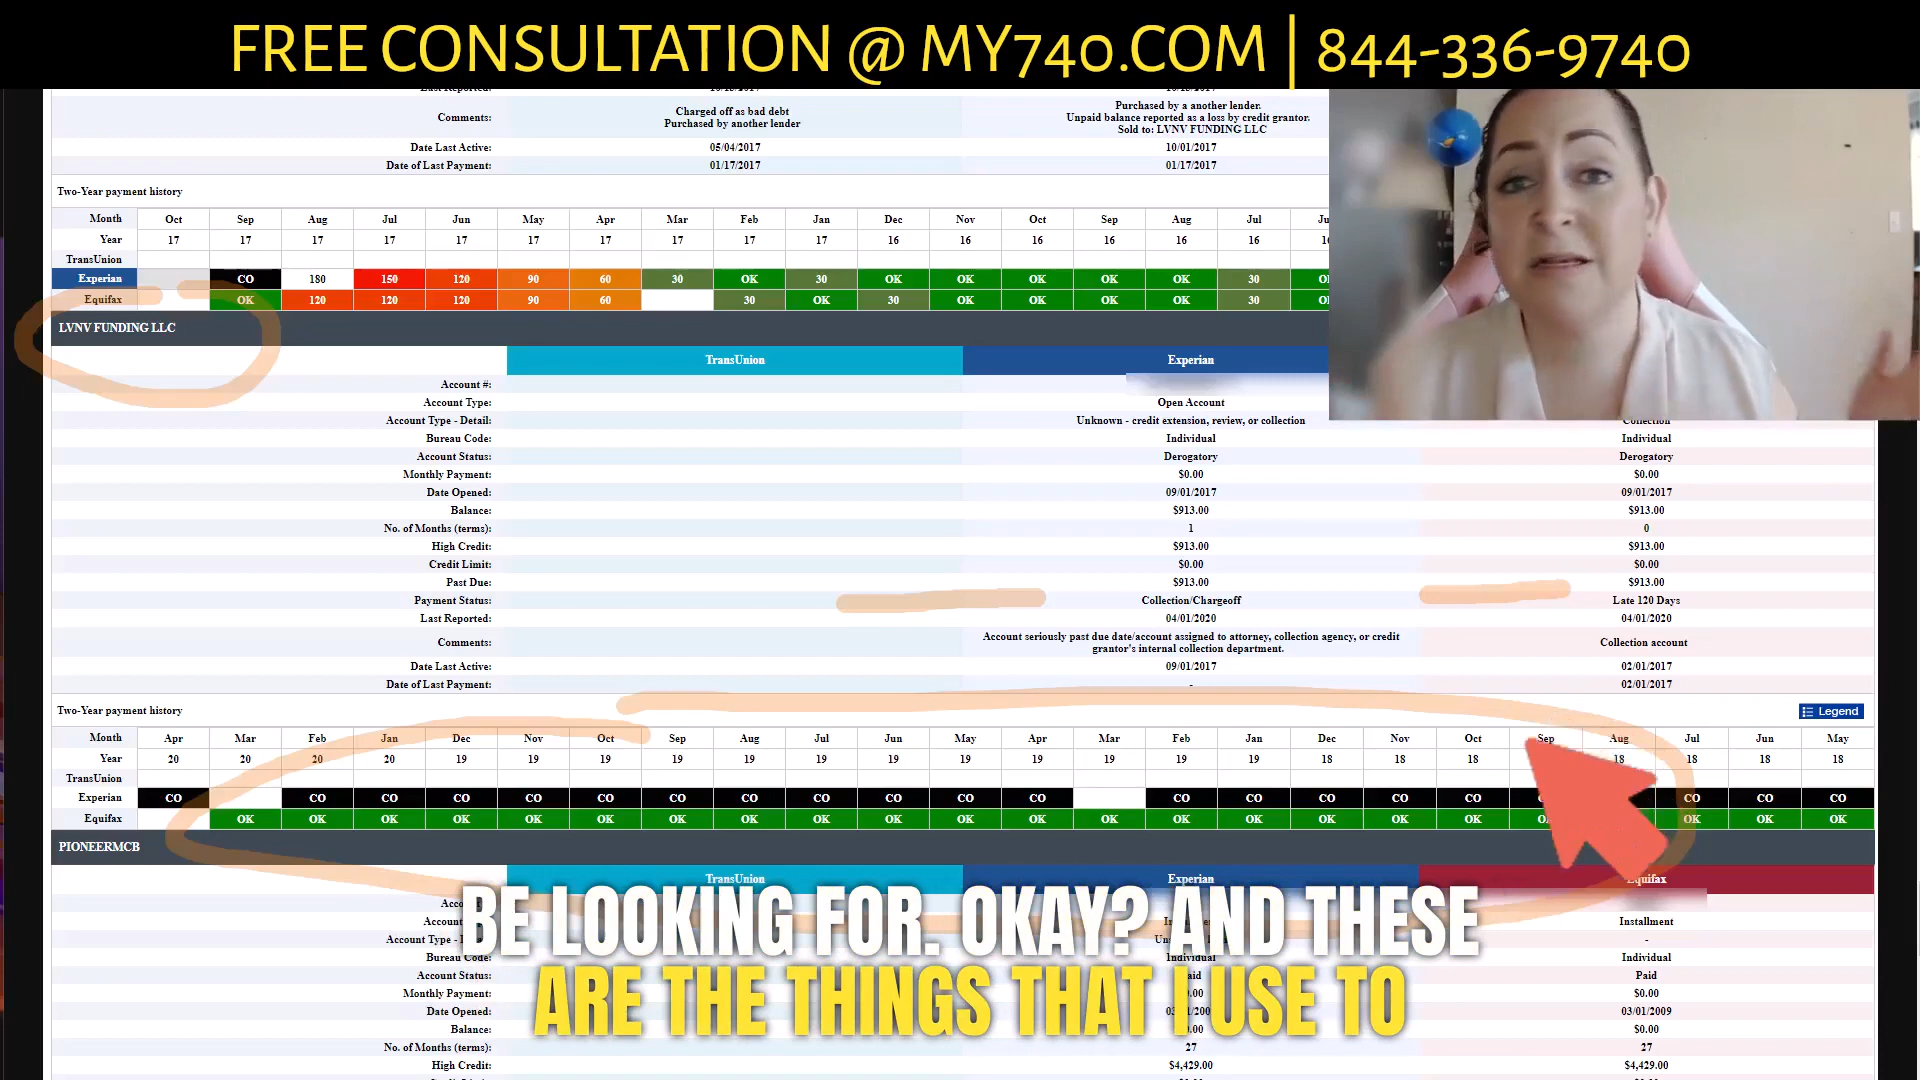 FREE CONSULTATION @ MY740.COM | 844-336-9740
Comments: Charged off as bad debt Purchased by another lender Purchased by a another lender. Unpaid balance reported as a loss by credit grantor. Sold to: LVNV FUNDING LLC
Date Last Active: 05/04/2017 10/01/2017
Date of Last Payment: 01/17/2017 01/17/2017
Two-Year payment history
Month Oct Sep Aug Jul Jun May Apr Mar Feb Jan Dec Nov Oct Sep Aug Jul
Year 17 17 17 17 17 17 17 17 17 17 16 16 16 16 16 16
TransUnion
Experian CO 180 150 120 90 60 30 OK 30 OK OK OK OK OK 30
Equifax OK 120 120 120 90 60 30 OK 30 OK OK OK OK 30
LVNV FUNDING LLC
TransUnion Experian
Account #:
Account Type: Open Account
Account Type - Detail: Unknown - credit extension, review, or collection Collection
Bureau Code: Individual Individual
Account Status: Derogatory Derogatory
Monthly Payment: $0.00 $0.00
Date Opened: 09/01/2017 09/01/2017
Balance: $913.00 $913.00
No. of Months (terms): 1 0
High Credit: $913.00 $913.00
Credit Limit: $0.00 $0.00
Past Due: $913.00 $913.00
Payment Status: Collection/Chargeoff Late 120 Days
Last Reported: 04/01/2020 04/01/2020
Comments: Account seriously past due date/account assigned to attorney, collection agency, or credit grantor's internal collection department. Collection account
Date Last Active: 09/01/2017 02/01/2017
Date of Last Payment: - 02/01/2017
Two-Year payment history Legend
Month Apr Mar Feb Jan Dec Nov Oct Sep Aug Jul Jun May Apr Mar Feb Jan Dec Nov Oct Sep Aug Jul Jun May
Year 20 20 20 20 19 19 19 19 19 19 19 19 19 19 19 19 18 18 18 18 18 18 18
TransUnion
Experian CO CO CO CO CO CO CO CO CO CO CO CO CO CO CO CO CO CO CO CO
Equifax OK OK OK OK OK OK OK OK OK OK OK OK OK OK OK OK OK OK OK OK OK
PIONEERMCB
TransUnion Experian Equifax
Account Installment
Account Type - -
Bureau Code: Individual Individual
Account Status: Paid
Monthly Payment: $0.00
Date Opened: 03/01/2009
Balance: $0.00
No. of Months (terms): 27 27
High Credit: $4,429.00 $4,429.00
BE LOOKING FOR. OKAY? AND THESE
ARE THE THINGS THAT I USE TO